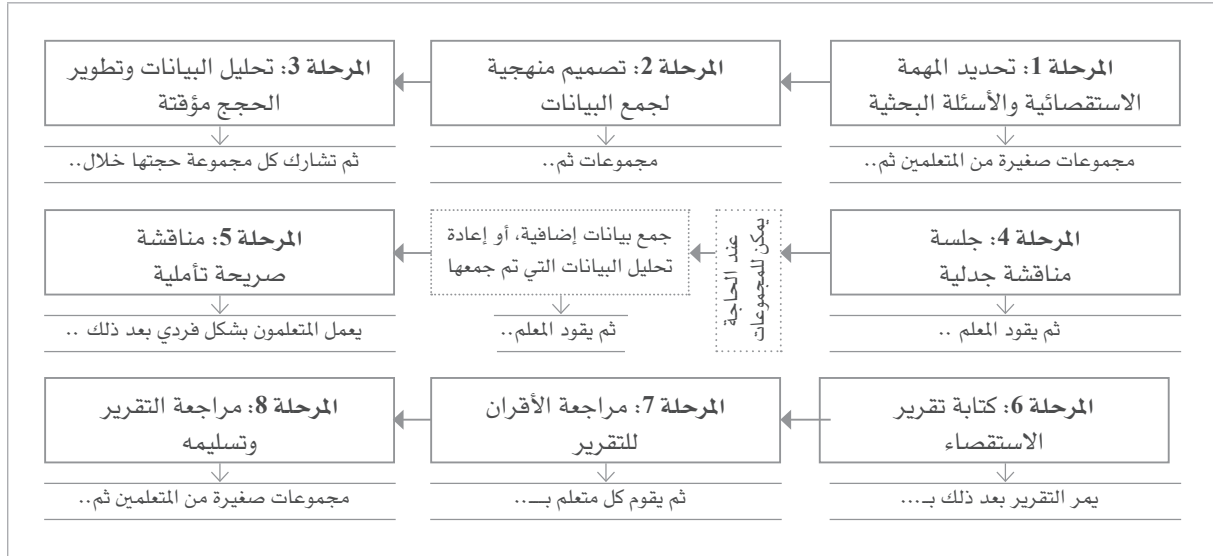 المرحلة 1: تحديد المهمة
الاستقصائية والأسئلة البحثية
مجموعات صغيرة من المتعلمين ثم..
المرحلة 2: تصميم منهجية
لجمع البيانات
مجموعات ثم..
المرحلة 3: تحليل البيانات وتطوير
الحجج مؤقتة
ثم تشارك كل مجموعة حجتها خلال..
المرحلة 4: جلسة
مناقشة جدلية
ثم يقود المعلم ..
يمكن للمجموعات
عند الحاجة
جمع بيانات إضافية، أو إعادة
تحليل البيانات التي تم جمعها
ثم يقود المعلم..
المرحلة 5: مناقشة
صريحة تأملية
يعمل المتعلمون بشكل فردي بعد ذلك ..
المرحلة 6: كتابة تقرير
الاستقصاء
يمر التقرير بعد ذلك بـ...
المرحلة 7: مراجعة الأقران
للتقرير
ثم يقوم كل متعلم بــ...
المرحلة 8: مراجعة التقرير
وتسليمه
مجموعات صغيرة من المتعلمين ثم..